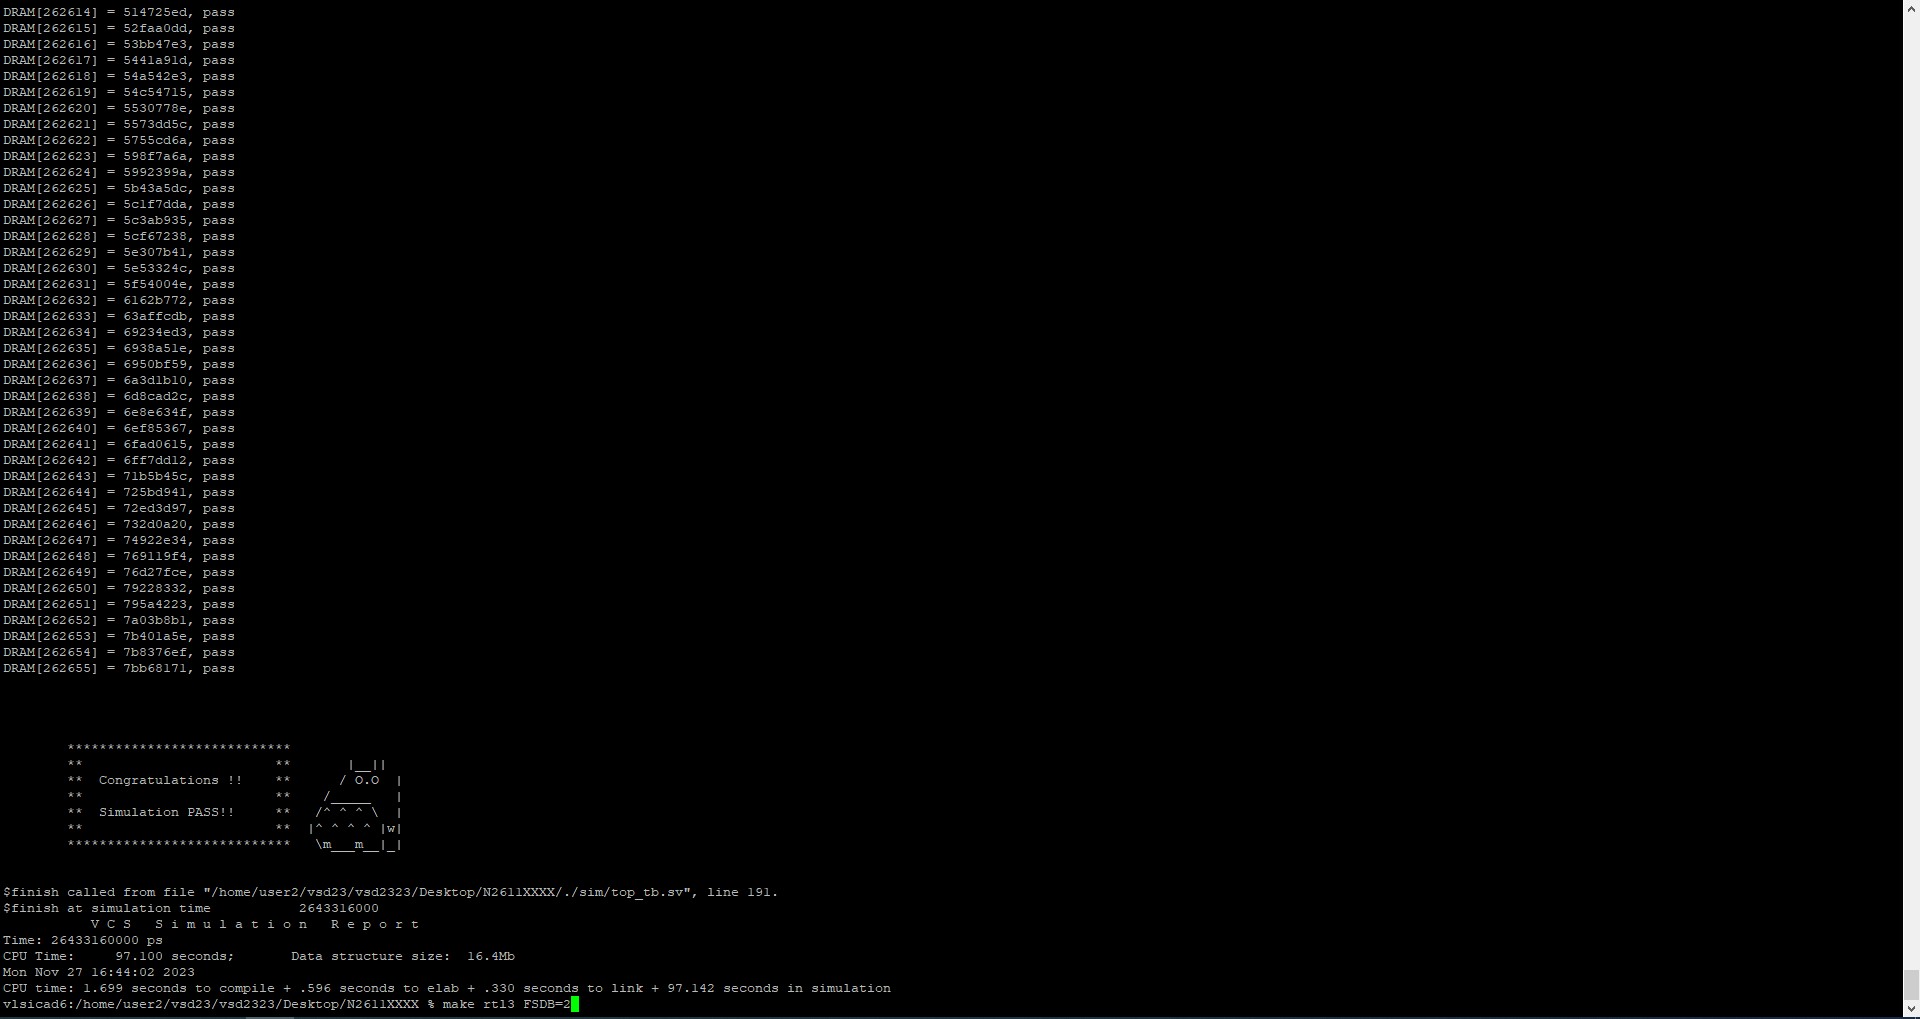 DRAM[262614] = 514725ed, pass
DRAM[262615] = 52faa0dd, pass
DRAM[262616] = 53bb47e3, pass
DRAM[262617] = 5441a91d, pass
DRAM[262618] = 54a542e3, pass
DRAM[262619] = 54c54715, pass
DRAM[262620] = 5530778e, pass
DRAM[262621] = 5573dd5c, pass
DRAM[262622] = 5755cd6a, pass
DRAM[262623] = 598f7a6a, pass
DRAM[262624] = 5992399a, pass
DRAM[262625] = 5b43a5dc, pass
DRAM[262626] = 5c1f7dda, pass
DRAM[262627] = 5c3ab935, pass
DRAM[262628] = 5cf67238, pass
DRAM[262629] = 5e307b41, pass
DRAM[262630] = 5e53324c, pass
DRAM[262631] = 5f54004e, pass
DRAM[262632] = 6162b772, pass
DRAM[262633] = 63affcdb, pass
DRAM[262634] = 69234ed3, pass
DRAM[262635] = 6938a51e, pass
DRAM[262636] = 6950bf59, pass
DRAM[262637] = 6a3d1b10, pass
DRAM[262638] = 6d8cad2c, pass
DRAM[262639] = 6e8e634f, pass
DRAM[262640] = 6ef85367, pass
DRAM[262641] = 6fad0615, pass
DRAM[262642] = 6ff7dd12, pass
DRAM[262643] = 71b5b45c, pass
DRAM[262644] = 725bd941, pass
DRAM[262645] = 72ed3d97, pass
DRAM[262646] = 732d0a20, pass
DRAM[262647] = 74922e34, pass
DRAM[262648] = 769119f4, pass
DRAM[262649] = 76d27fce, pass
DRAM[262650] = 79228332, pass
DRAM[262651] = 795a4223, pass
DRAM[262652] = 7a03b8b1, pass
DRAM[262653] = 7b401a5e, pass
DRAM[262654] = 7b8376ef, pass
DRAM[262655] = 7bb68171, pass
****************************
**                        **       |__||
**  Congratulations !!    **      / O.O  |
**                        **    /_____   |
**  Simulation PASS!!     **   /^ ^ ^ \  |
**                        **  |^ ^ ^ ^ |w|
****************************   \m___m__|_|
$finish called from file "/home/user2/vsd23/vsd2323/Desktop/N2611XXXX/./sim/top_tb.sv", line 191.
$finish at simulation time           2643316000
V C S   S i m u l a t i o n   R e p o r t
Time: 26433160000 ps
CPU Time:     97.100 seconds;       Data structure size:  16.4Mb
Mon Nov 27 16:44:02 2023
CPU time: 1.699 seconds to compile + .596 seconds to elab + .330 seconds to link + 97.142 seconds in simulation
vlsicad6:/home/user2/vsd23/vsd2323/Desktop/N2611XXXX % make rtl3 FSDB=2